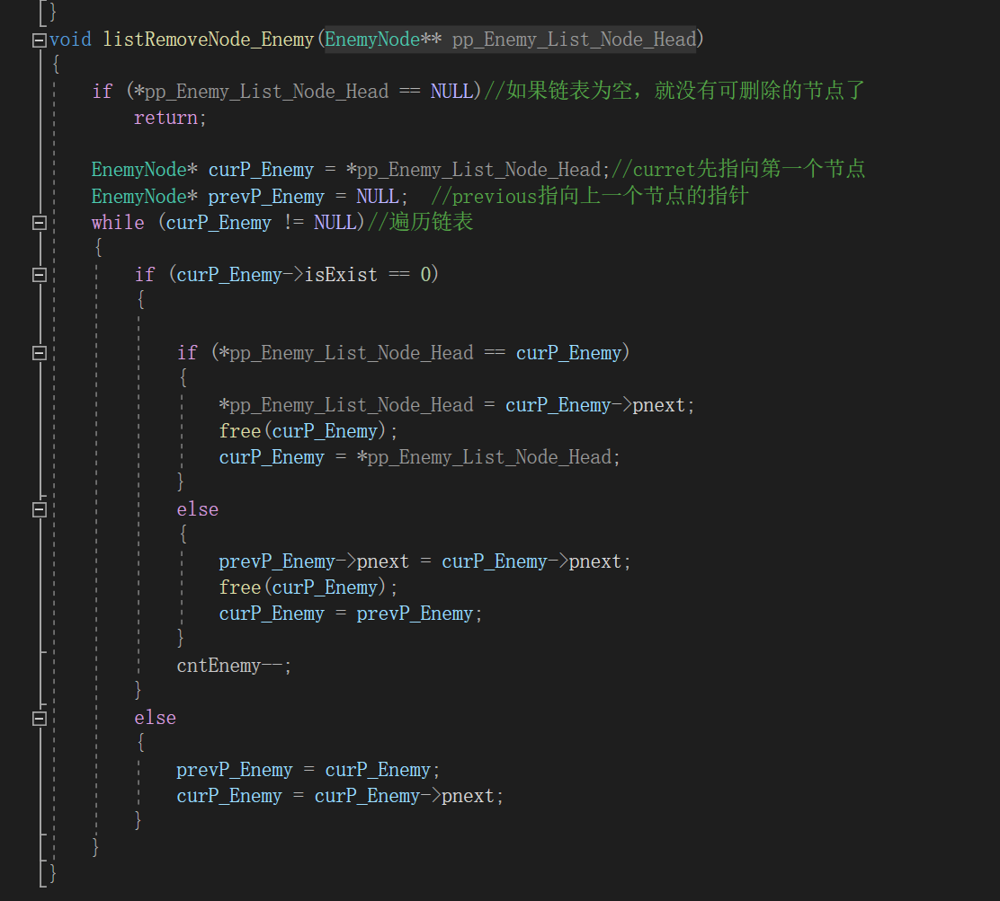 }
void listRemoveNode_Enemy(EnemyNode** pp_Enemy_List_Node_Head)
{
if (*pp_Enemy_List_Node_Head == NULL)//如果链表为空，就没有可删除的节点了
return;
EnemyNode* curP_Enemy = *pp_Enemy_List_Node_Head;//curret先指向第一个节点
EnemyNode* prevP_Enemy = NULL;  //previous指向上一个节点的指针
while (curP_Enemy != NULL)//遍历链表
{
if (curP_Enemy->isExist == 0)
{
if (*pp_Enemy_List_Node_Head == curP_Enemy)
{
*pp_Enemy_List_Node_Head = curP_Enemy->pnext;
free(curP_Enemy);
curP_Enemy = *pp_Enemy_List_Node_Head;
}
else
{
prevP_Enemy->pnext = curP_Enemy->pnext;
free(curP_Enemy);
curP_Enemy = prevP_Enemy;
}
cntEnemy--;
}
else
{
prevP_Enemy = curP_Enemy;
curP_Enemy = curP_Enemy->pnext;
}
}
}